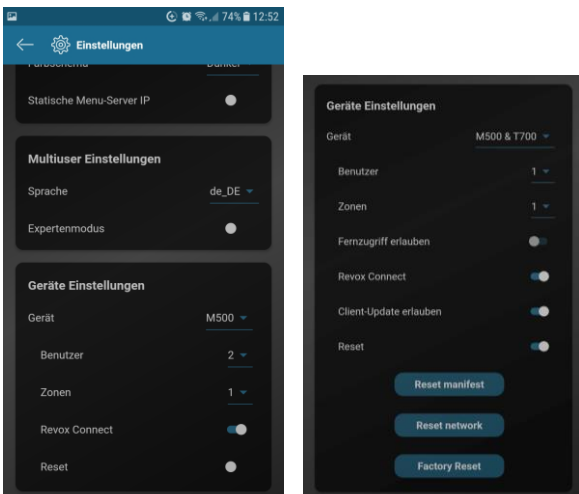 74% 12:52
Einstellungen
Statische Menu-Server IP
Multiuser Einstellungen
Sprache de_DE
Expertenmodus
Geräte Einstellungen
Gerät M500
Benutzer 2
Zonen 1
Revox Connect
Reset
Geräte Einstellungen
Gerät M500 & T700
Benutzer 1
Zonen 1
Fernzugriff erlauben
Revox Connect
Client-Update erlauben
Reset
Reset manifest
Reset network
Factory Reset